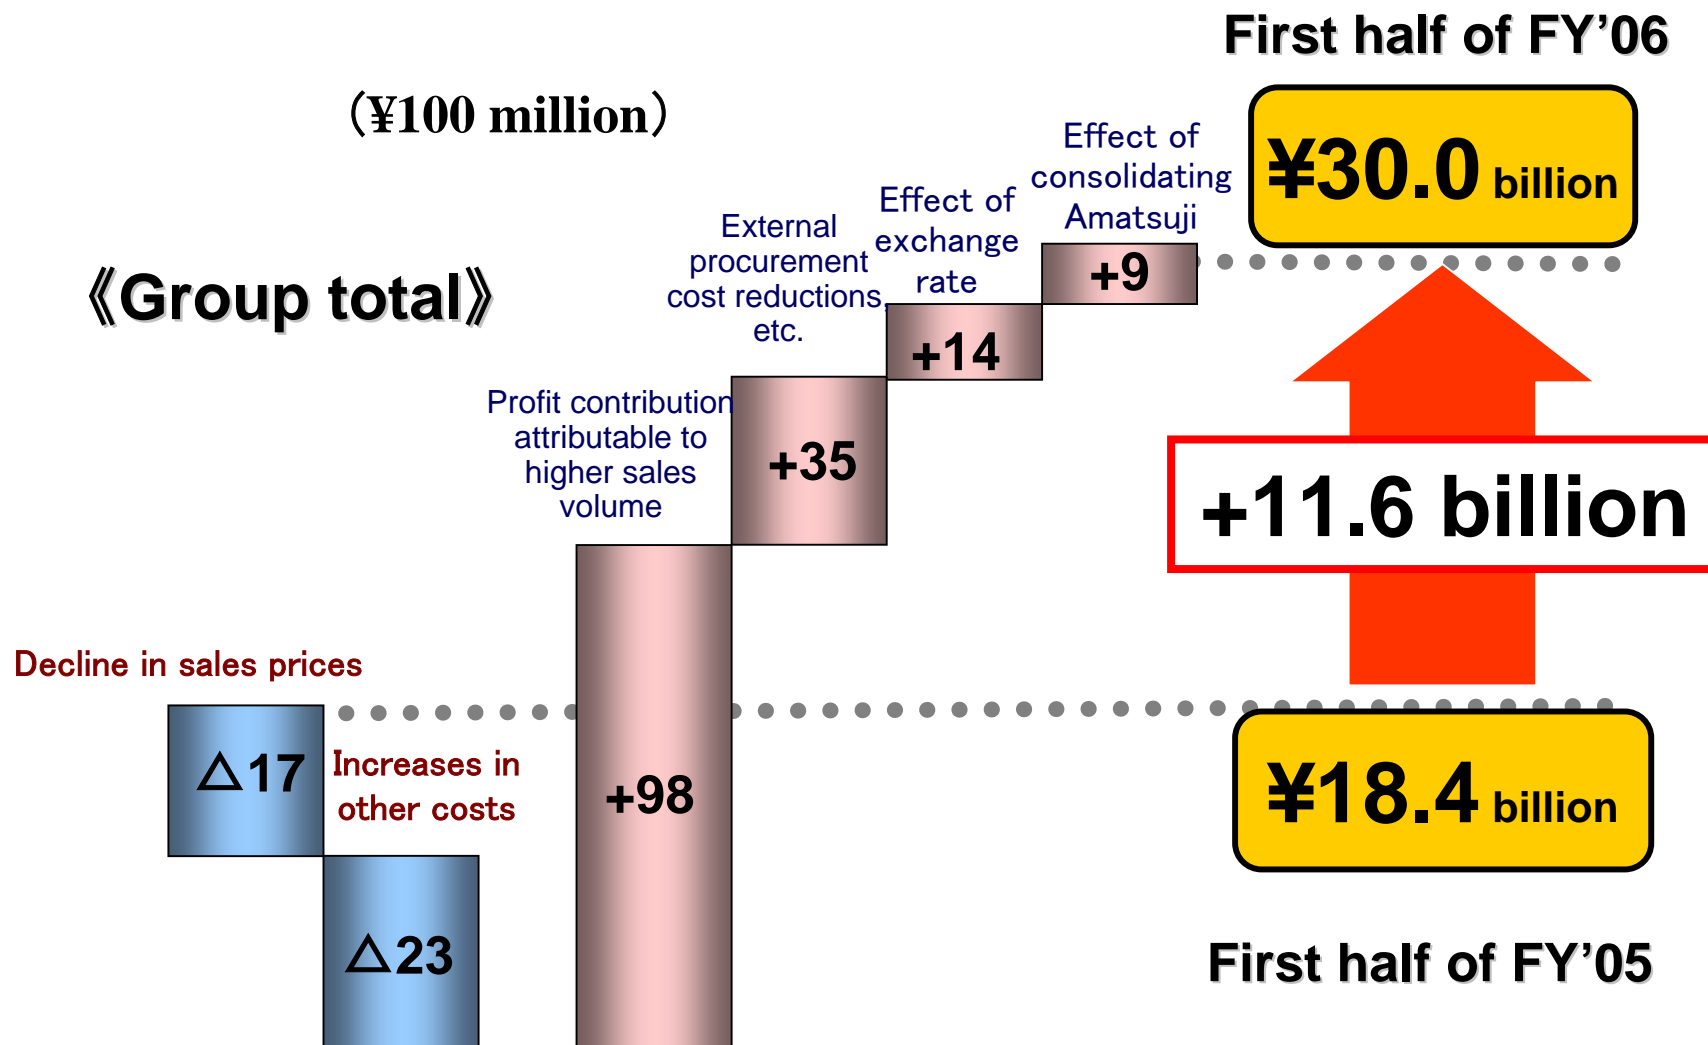 First half of FY’06
（¥100 million）
¥30.0 billion
Effect of
consolidating
Amatsuji
+9
Effect of
exchange
rate
+14
External
procurement
cost reductions,
etc.
+35
《Group total》
Profit contribution
attributable to
higher sales
volume
+98
+11.6 billion
Decline in sales prices
△17
Increases in
other costs
△23
¥18.4 billion
First half of FY’05